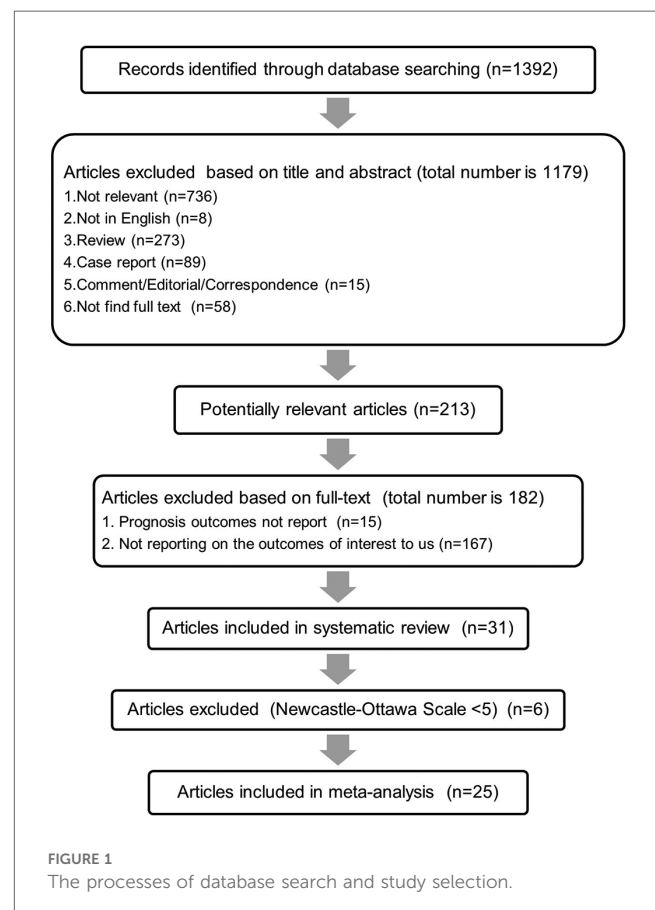 Records identified through database searching (n=1392)
Articles excluded based on title and abstract (total number is 1179)
1.Not relevant (n=736)
2.Not in English (n=8)
3.Review (n=273)
4.Case report (n=89)
5.Comment/Editorial/Correspondence (n=15)
6.Not find full text (n=58)
Potentially relevant articles (n=213)
Articles excluded based on full-text (total number is 182)
1. Prognosis outcomes not report (n=15)
2. Not reporting on the outcomes of interest to us (n=167)
Articles included in systematic review (n=31)
Articles excluded (Newcastle-Ottawa Scale <5) (n=6)
Articles included in meta-analysis (n=25)
FIGURE 1
The processes of database search and study selection.